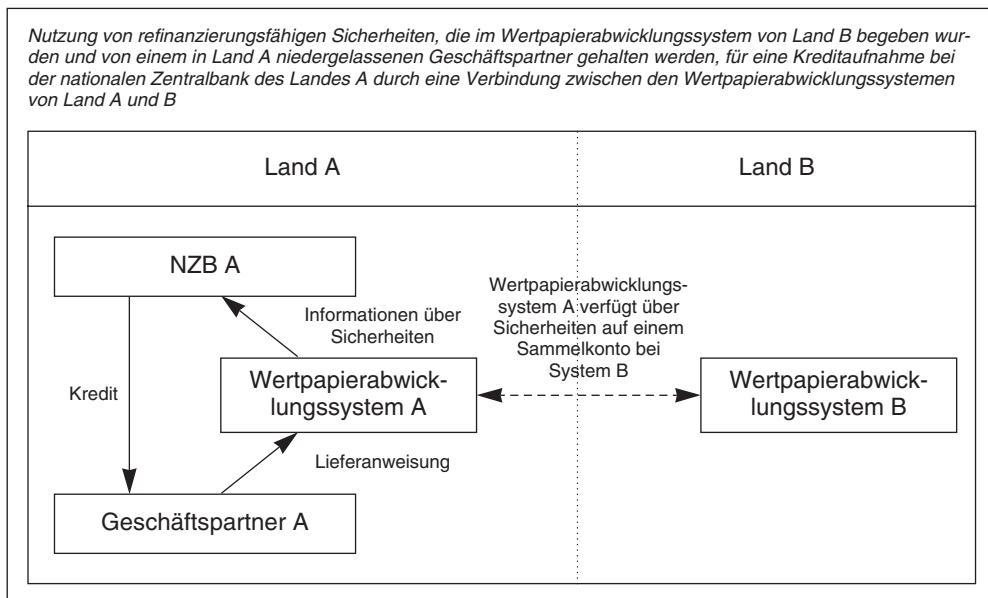 Nutzung von refinanzierungsfähigen Sicherheiten, die im Wertpapierabwicklungssystem von Land B begeben wur-
den und von einem in Land A niedergelassenen Geschäftspartner gehalten werden, für eine Kreditaufnahme bei
der nationalen Zentralbank des Landes A durch eine Verbindung zwischen den Wertpapierabwicklungssystemen
von Land A und B
Land A
Land B
NZB A
Informationen über
Sicherheiten
Wertpapierabwicklungs-
system A verfügt über
Sicherheiten auf einem
Sammelkonto bei
System B
Kredit
Wertpapierabwick-
lungssystem A
Wertpapierabwick-
lungssystem B
Lieferanweisung
Geschäftspartner A